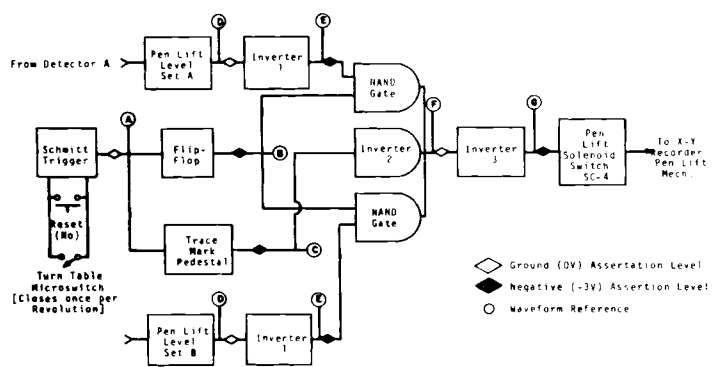 D
E
Pen Lift
Level
Set A
Inverter
1
From Detector A
NAND
Gate
A
F
G
Schmitt
Trigger
Flip-
Flop
B
Inverter
2
Inverter
3
Pen
Lift
Solenoid
Switch
SC-4
To X-Y
Recorder
Pen Lift
Mech.
Reset
(No)
NAND
Gate
Trace
Mark
Pedestal
C
Turn Table
Microswitch
[Closes once per
Revolution]
Ground (0V) Assertation Level
Negative (-3V) Assertion Level
Waveform Reference
D
E
Pen Lift
Level
Set B
Inverter
1